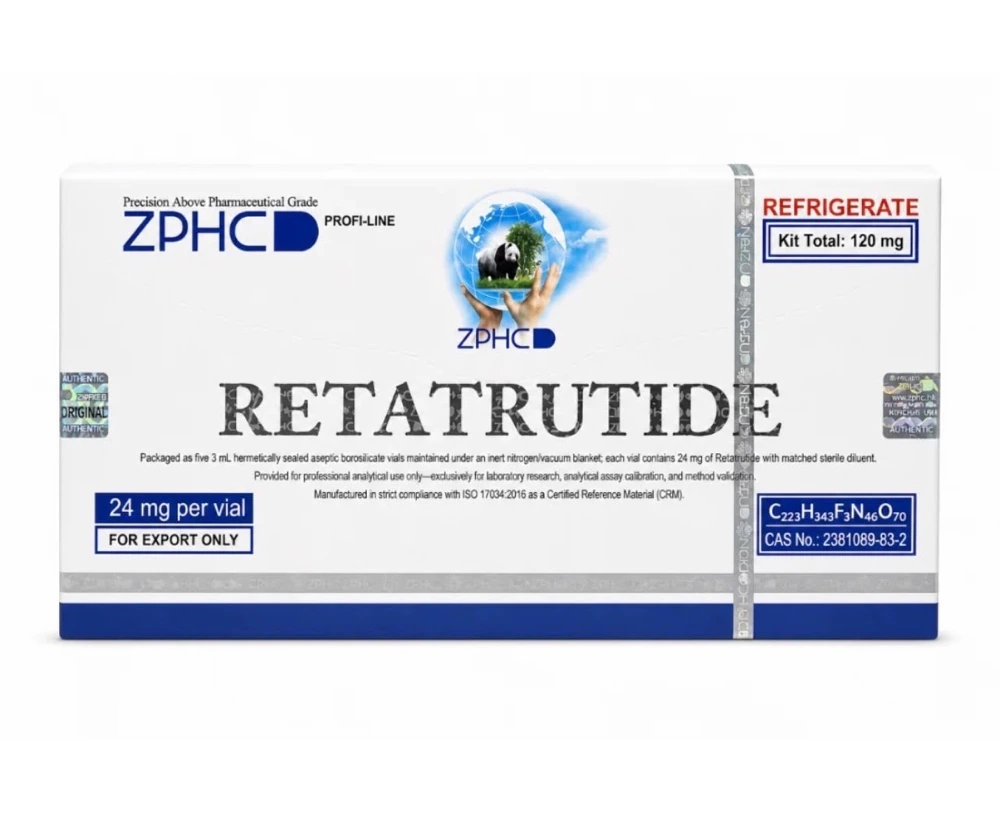 Precision Above Pharmaceutical Grade
ZPHC PROFI-LINE
REFRIGERATE
Kit Total: 120 mg
ZPHC
AUTHENTIC
ORIGINAL
AUTHENTIC
www.zphc.hk
AUTHENTIC
RETATRUTIDE
Packaged as five 3 mL hermetically sealed aseptic borosilicate vials maintained under an inert nitrogen/vacuum blanket; each vial contains 24 mg of Retatrutide with matched sterile diluent.
Provided for professional analytical use only—exclusively for laboratory research, analytical assay calibration, and method validation.
Manufactured in strict compliance with ISO 17034:2016 as a Certified Reference Material (CRM).
24 mg per vial
FOR EXPORT ONLY
C₂₂₃H₃₄₃F₃N₄₆O₇₀
CAS No.: 2381089-83-2